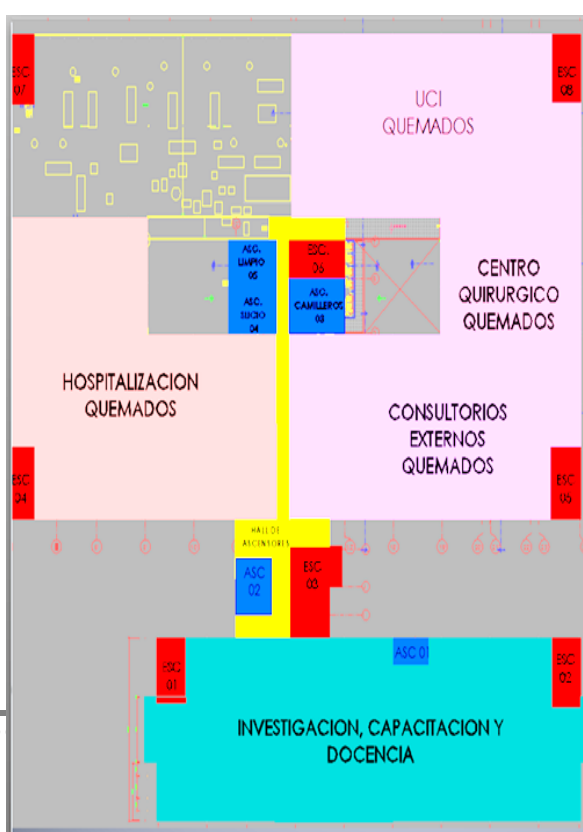 ESC
07
ESC
08
UCI
QUEMADOS
ASC.
LIMPIO
05
ESC.
06
ASC.
SUCIO
04
ASC.
CAMILLEROS
03
CENTRO
QUIRURGICO
QUEMADOS
HOSPITALIZACION
QUEMADOS
CONSULTORIOS
EXTERNOS
QUEMADOS
ESC
04
ESC
05
HALL DE
ASCENSORES
ASC
02
ESC
03
ESC
01
ASC 01
ESC
02
INVESTIGACION, CAPACITACION Y
DOCENCIA